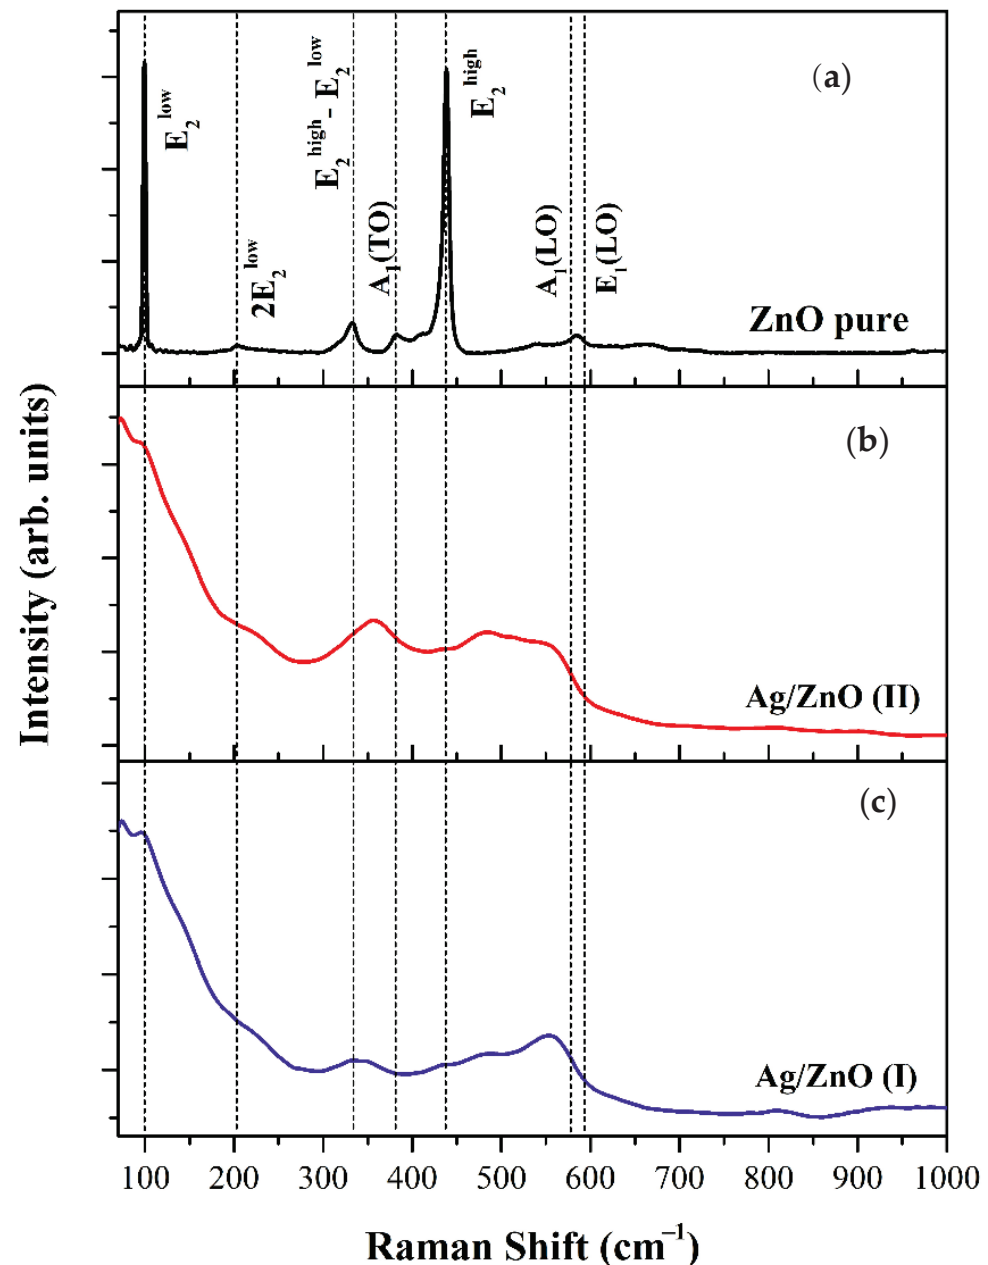 (a)
E₂ˡᵒʷ
2E₂ˡᵒʷ
E₂ʰⁱᵍʰ - E₂ˡᵒʷ
A₁(TO)
E₂ʰⁱᵍʰ
A₁(LO)
E₁(LO)
ZnO pure
(b)
Ag/ZnO (II)
(c)
Ag/ZnO (I)
Intensity (arb. units)
100 200 300 400 500 600 700 800 900 1000
Raman Shift (cm⁻¹)